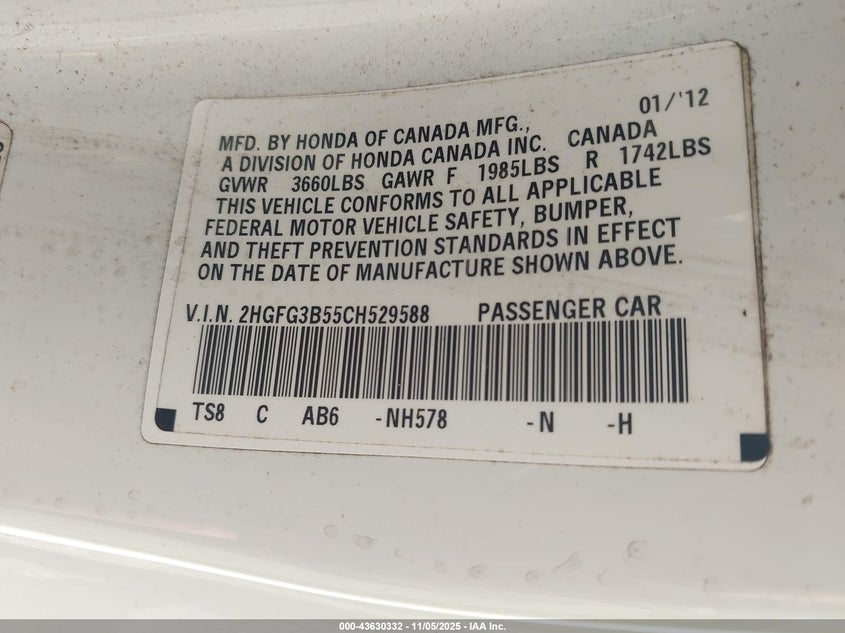 01/'12
MFD. BY HONDA OF CANADA MFG.,
A DIVISION OF HONDA CANADA INC. CANADA
GVWR 3660LBS GAWR F 1985LBS R 1742LBS
THIS VEHICLE CONFORMS TO ALL APPLICABLE
FEDERAL MOTOR VEHICLE SAFETY, BUMPER,
AND THEFT PREVENTION STANDARDS IN EFFECT
ON THE DATE OF MANUFACTURE SHOWN ABOVE.
V.I.N. 2HGFG3B55CH529588 PASSENGER CAR
TS8 C AB6 -NH578 -N -H
000-43630332 - 11/05/2025 - IAA Inc.